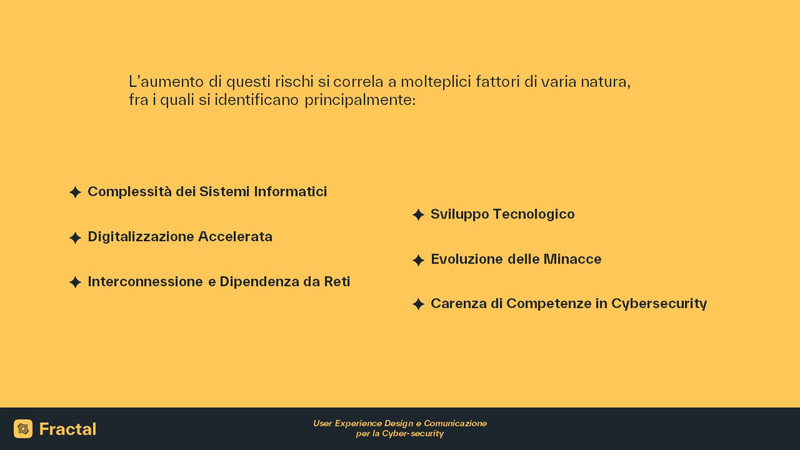 L'aumento di questi rischi si correla a molteplici fattori di varia natura,
fra i quali si identificano principalmente:
Complessità dei Sistemi Informatici
Digitalizzazione Accelerata
Interconnessione e Dipendenza da Reti
Sviluppo Tecnologico
Evoluzione delle Minacce
Carenza di Competenze in Cybersecurity
Fractal
User Experience Design e Comunicazione
per la Cyber-security